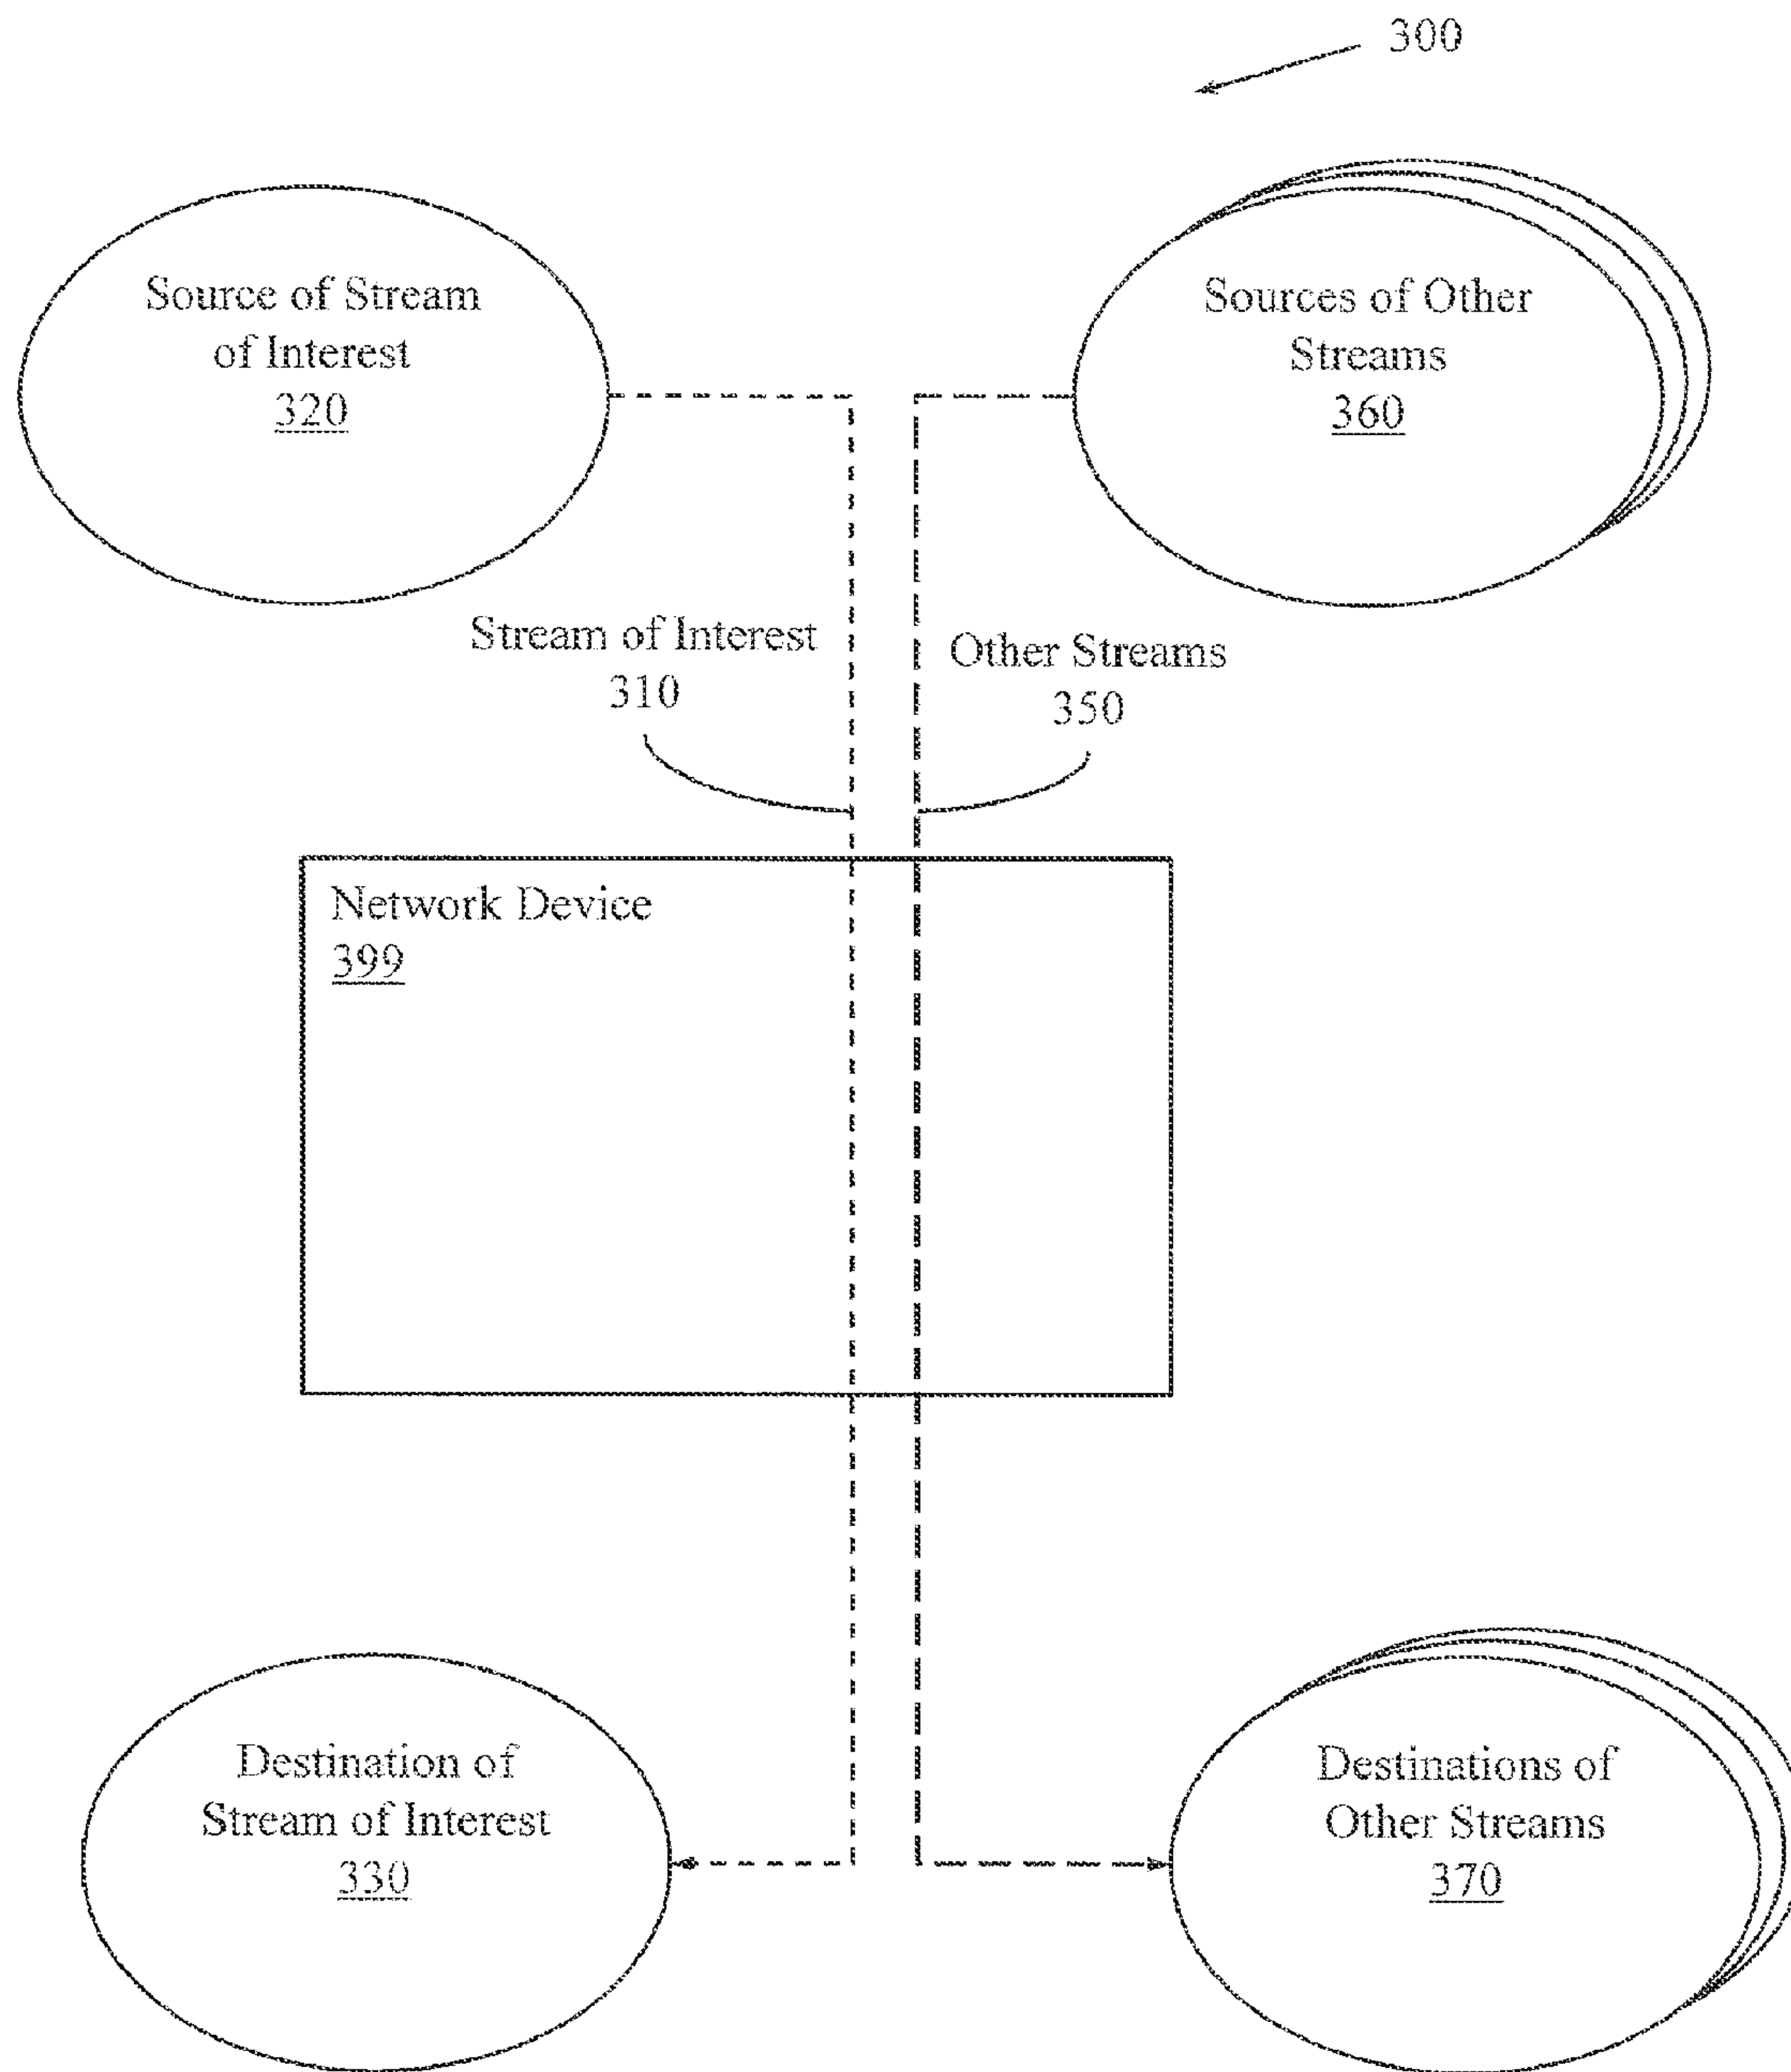 300
Source of Stream
of Interest
320
Sources of Other
Streams
360
Stream of Interest
310
Other Streams
350
Network Device
399
Destination of
Stream of Interest
330
Destinations of
Other Streams
370